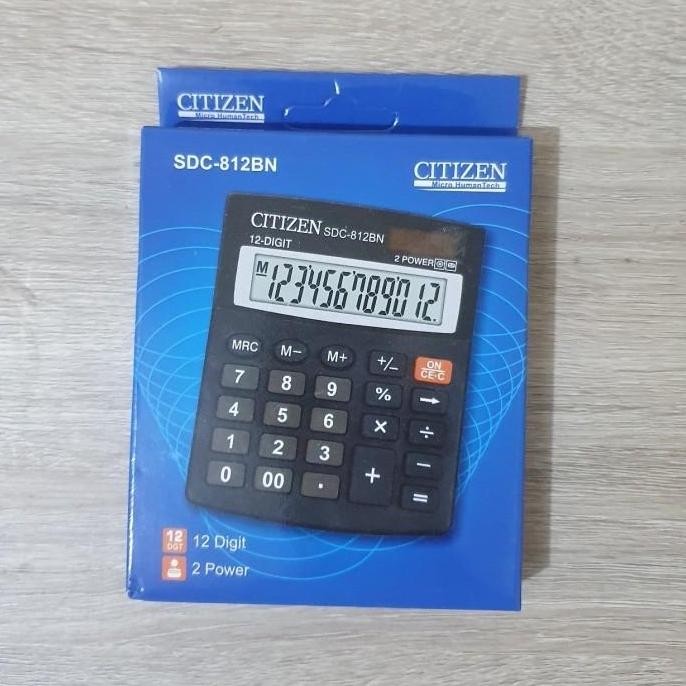 CITIZEN
Micro HumanTech
SDC-812BN
CITIZEN
Micro HumanTech
CITIZEN SDC-812BN
12-DIGIT
2 POWER
M
123456789012.
MRC M− M+ +/− ON
CE·C
7 8 9 % →
4 5 6 × ÷
1 2 3 + −
0 00 . =
12 DGT
12 Digit
2 Power